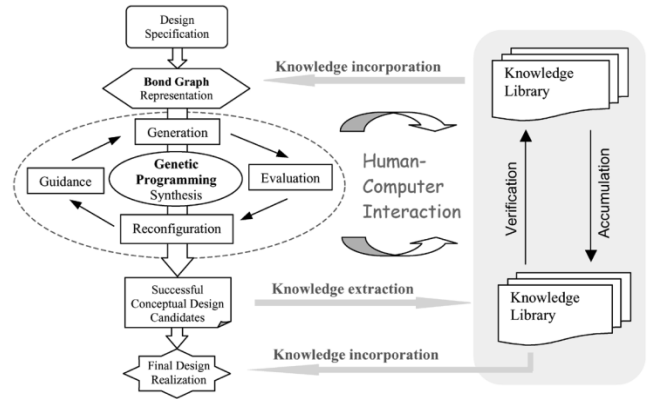 Design
Specification
Bond Graph
Representation
Generation
Genetic
Programming
Synthesis
Guidance
Evaluation
Reconfiguration
Successful
Conceptual Design
Candidates
Final Design
Realization
Knowledge incorporation
Human-
Computer
Interaction
Knowledge extraction
Knowledge incorporation
Knowledge
Library
Verification
Accumulation
Knowledge
Library